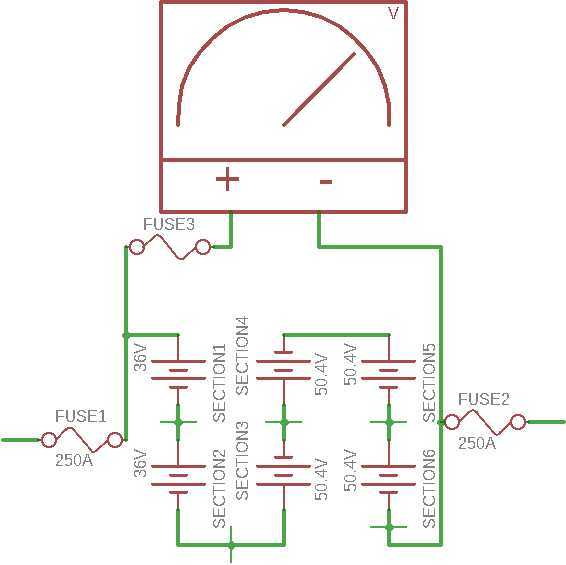 V
+
-
FUSE3
36V
SECTION1
SECTION4
50.4V
50.4V
SECTION5
FUSE1
250A
FUSE2
250A
36V
SECTION2
SECTION3
50.4V
50.4V
SECTION6